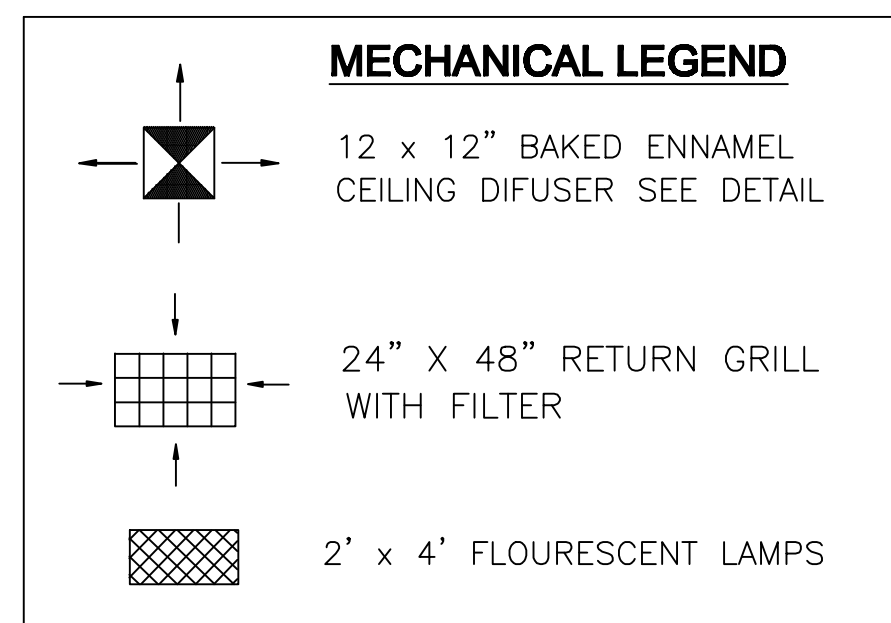 MECHANICAL LEGEND
12 x 12” BAKED ENNAMEL
CEILING DIFUSER SEE DETAIL
24” X 48” RETURN GRILL
WITH FILTER
2’ x 4’ FLOURESCENT LAMPS